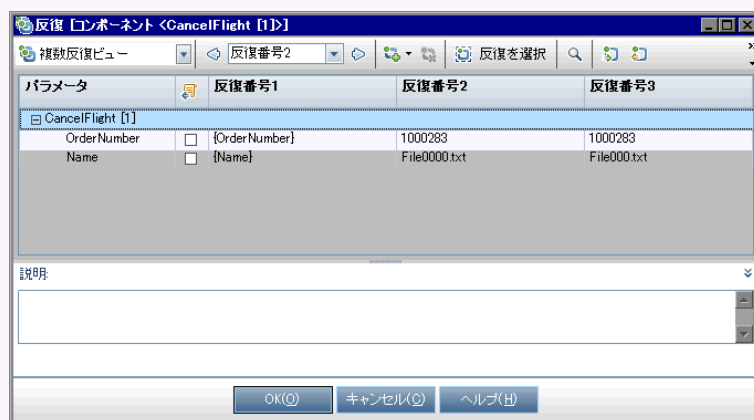 反復 【コンポーネント <CancelFlight [1]>】
複数反復ビュー 反復番号2 反復を選択 »
パラメータ 反復番号1 反復番号2 反復番号3
CancelFlight [1]
OrderNumber {OrderNumber} 1000283 1000283
Name {Name} File0000.txt File000.txt
説明:
OK(O) キャンセル(C) ヘルプ(H)